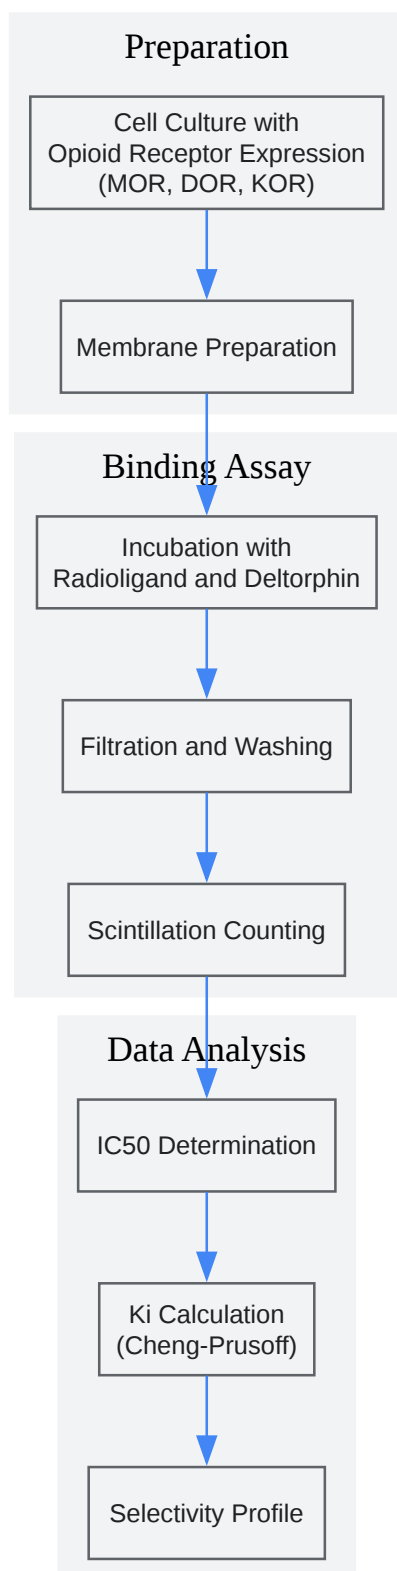 Preparation
Cell Culture with
Opioid Receptor Expression
(MOR, DOR, KOR)
Membrane Preparation
Binding Assay
Incubation with
Radioligand and Deltorphin
Filtration and Washing
Scintillation Counting
Data Analysis
IC50 Determination
Ki Calculation
(Cheng-Prusoff)
Selectivity Profile